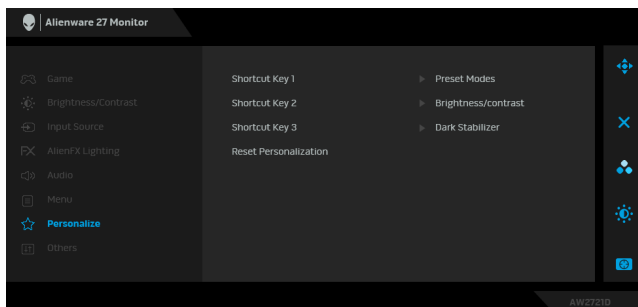 Alienware 27 Monitor
Game
Brightness/Contrast
Input Source
AlienFX Lighting
Audio
Menu
Personalize
Others
Shortcut Key 1
Preset Modes
Shortcut Key 2
Brightness/contrast
Shortcut Key 3
Dark Stabilizer
Reset Personalization
AW2721D